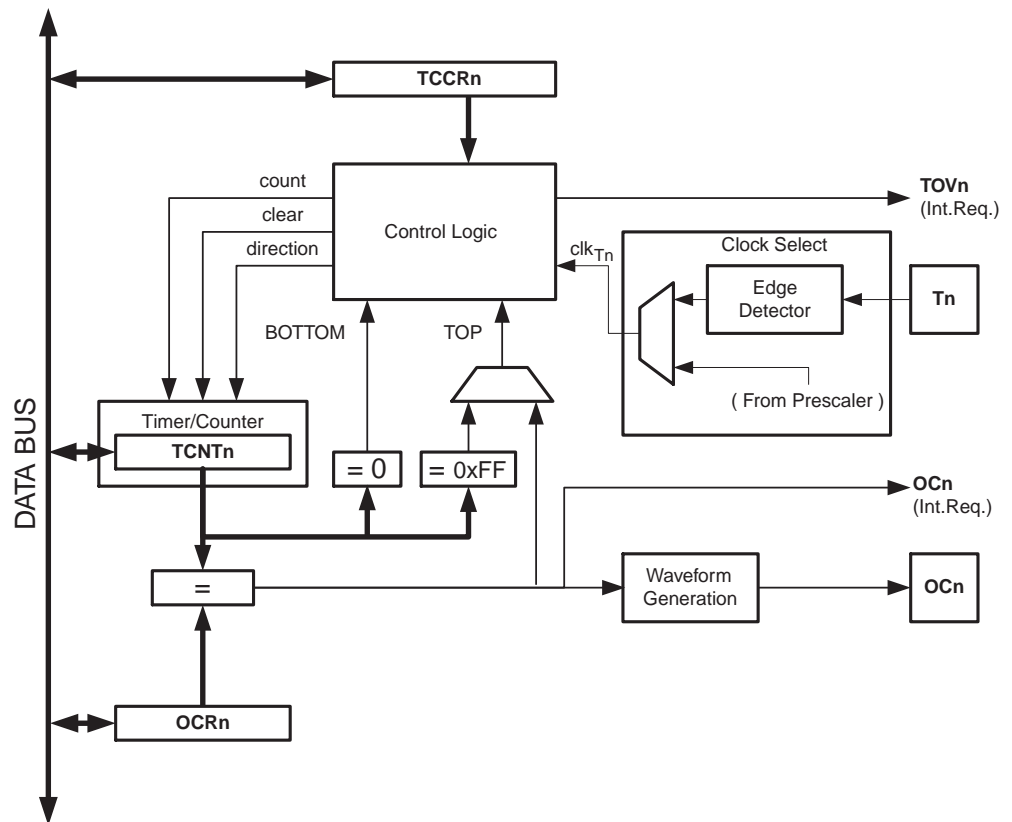 TCCRn
count
clear
direction
Control Logic
TOVn
(Int.Req.)
clkTn
Clock Select
Edge
Detector
Tn
( From Prescaler )
BOTTOM
TOP
Timer/Counter
TCNTn
= 0
= 0xFF
DATA BUS
OCn
(Int.Req.)
=
Waveform
Generation
OCn
OCRn